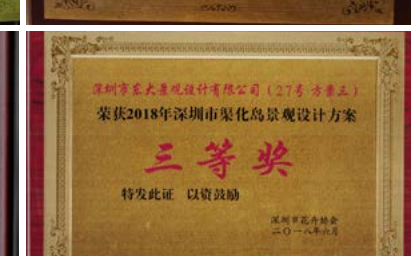 深圳市东大景观设计有限公司（27号 方案三）
荣获2018年深圳市渠化岛景观设计方案
三等奖
特发此证 以资鼓励
深圳市花卉协会
二〇一八年六月